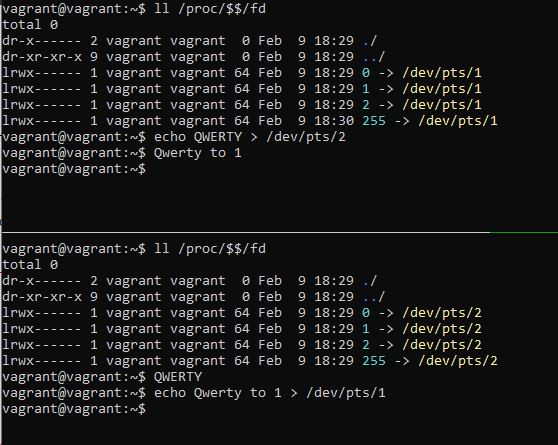 vagrant@vagrant:~$ ll /proc/$$/fd
total 0
dr-x------ 2 vagrant vagrant  0 Feb  9 18:29 ./
dr-xr-xr-x 9 vagrant vagrant  0 Feb  9 18:29 ../
lrwx------ 1 vagrant vagrant 64 Feb  9 18:29 0 -> /dev/pts/1
lrwx------ 1 vagrant vagrant 64 Feb  9 18:29 1 -> /dev/pts/1
lrwx------ 1 vagrant vagrant 64 Feb  9 18:29 2 -> /dev/pts/1
lrwx------ 1 vagrant vagrant 64 Feb  9 18:30 255 -> /dev/pts/1
vagrant@vagrant:~$ echo QWERTY > /dev/pts/2
vagrant@vagrant:~$ Qwerty to 1
vagrant@vagrant:~$
vagrant@vagrant:~$ ll /proc/$$/fd
total 0
dr-x------ 2 vagrant vagrant  0 Feb  9 18:29 ./
dr-xr-xr-x 9 vagrant vagrant  0 Feb  9 18:29 ../
lrwx------ 1 vagrant vagrant 64 Feb  9 18:29 0 -> /dev/pts/2
lrwx------ 1 vagrant vagrant 64 Feb  9 18:29 1 -> /dev/pts/2
lrwx------ 1 vagrant vagrant 64 Feb  9 18:29 2 -> /dev/pts/2
lrwx------ 1 vagrant vagrant 64 Feb  9 18:29 255 -> /dev/pts/2
vagrant@vagrant:~$ QWERTY
vagrant@vagrant:~$ echo Qwerty to 1 > /dev/pts/1
vagrant@vagrant:~$